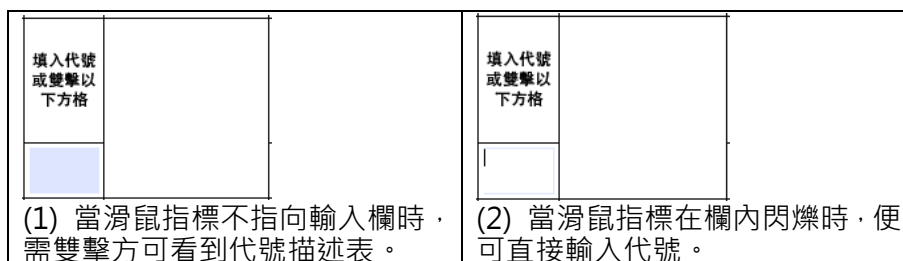 填入代號
或雙擊以
下方格
(1) 當滑鼠指標不指向輸入欄時，
需雙擊方可看到代號描述表。
填入代號
或雙擊以
下方格
(2) 當滑鼠指標在欄內閃爍時，便
可直接輸入代號。